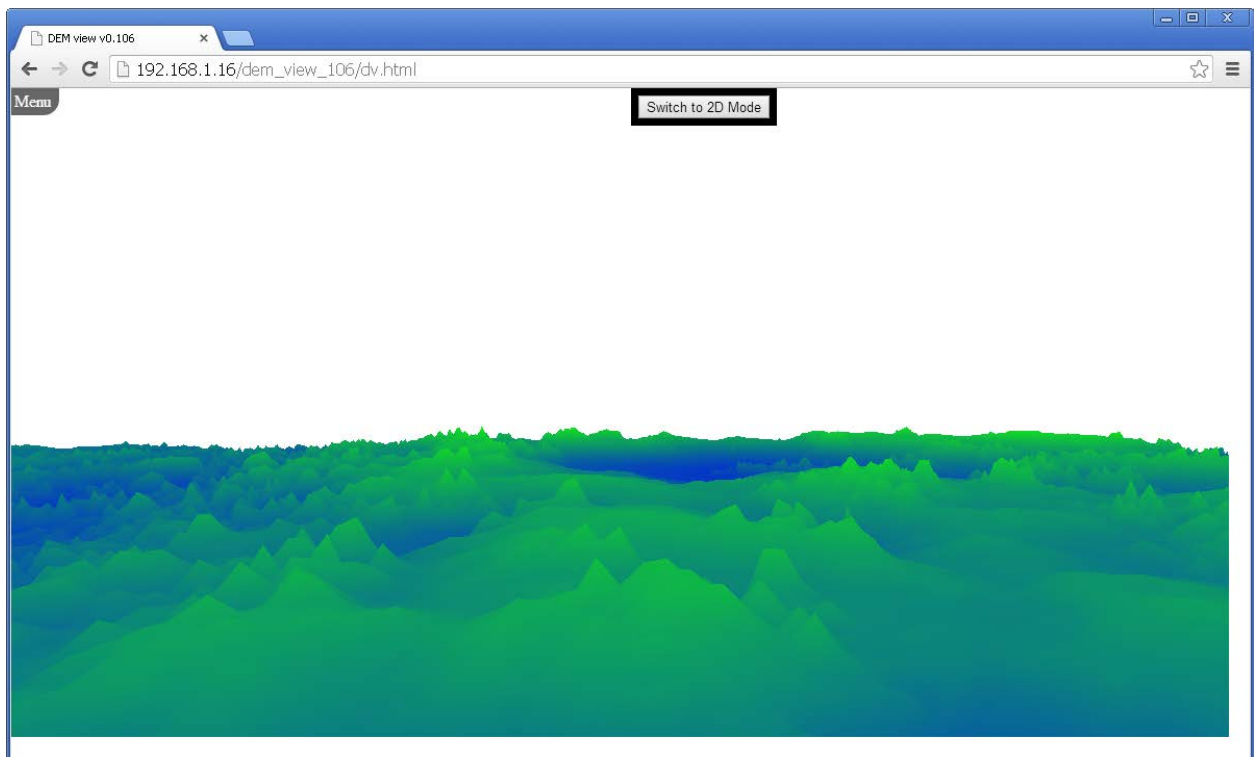 DEM view v0.106
192.168.1.16/dem_view_106/dv.html
Menu
Switch to 2D Mode